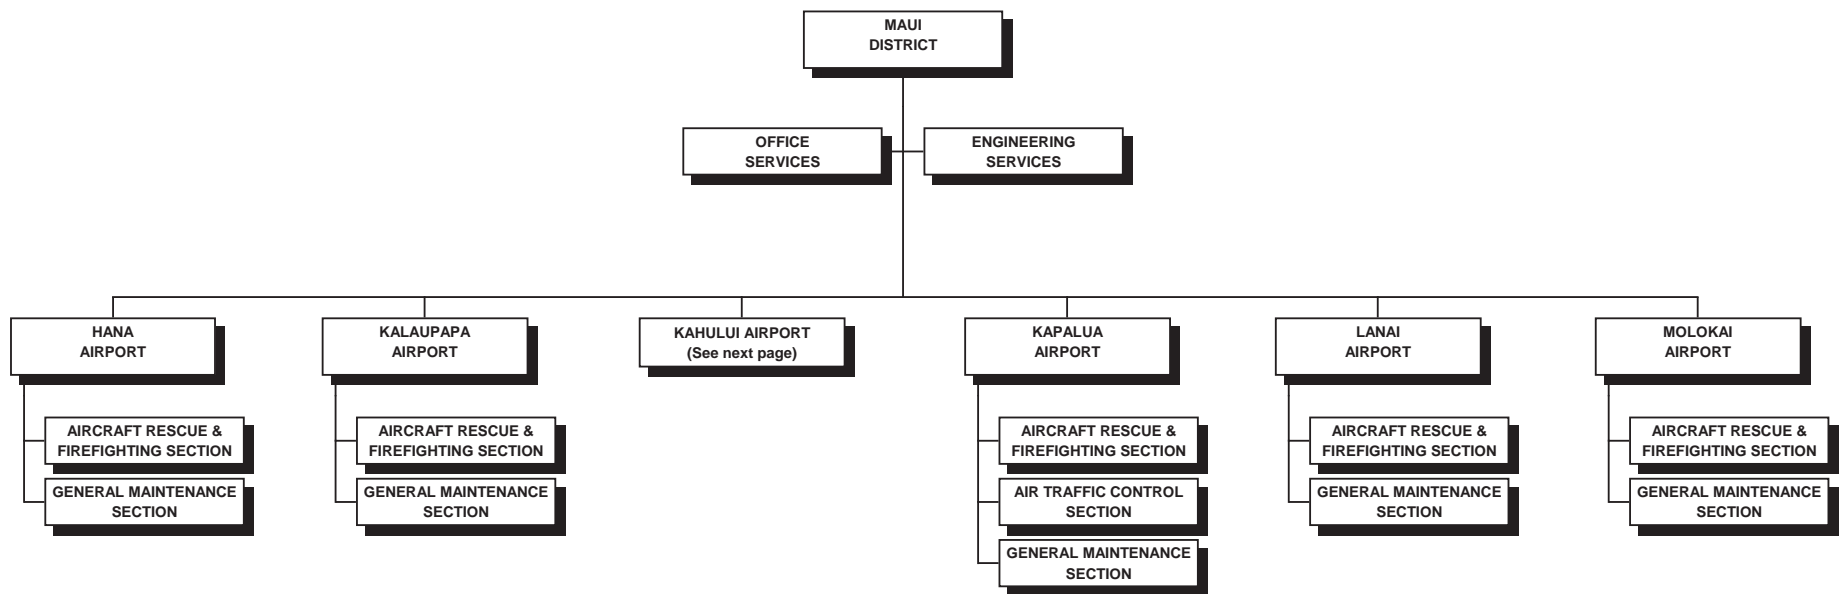 MAUI
DISTRICT
OFFICE
SERVICES
ENGINEERING
SERVICES
HANA
AIRPORT
KALAUPAPA
AIRPORT
KAHULUI AIRPORT
(See next page)
KAPALUA
AIRPORT
LANAI
AIRPORT
MOLOKAI
AIRPORT
AIRCRAFT RESCUE &
FIREFIGHTING SECTION
GENERAL MAINTENANCE
SECTION
AIRCRAFT RESCUE &
FIREFIGHTING SECTION
GENERAL MAINTENANCE
SECTION
AIRCRAFT RESCUE &
FIREFIGHTING SECTION
AIR TRAFFIC CONTROL
SECTION
GENERAL MAINTENANCE
SECTION
AIRCRAFT RESCUE &
FIREFIGHTING SECTION
GENERAL MAINTENANCE
SECTION
AIRCRAFT RESCUE &
FIREFIGHTING SECTION
GENERAL MAINTENANCE
SECTION